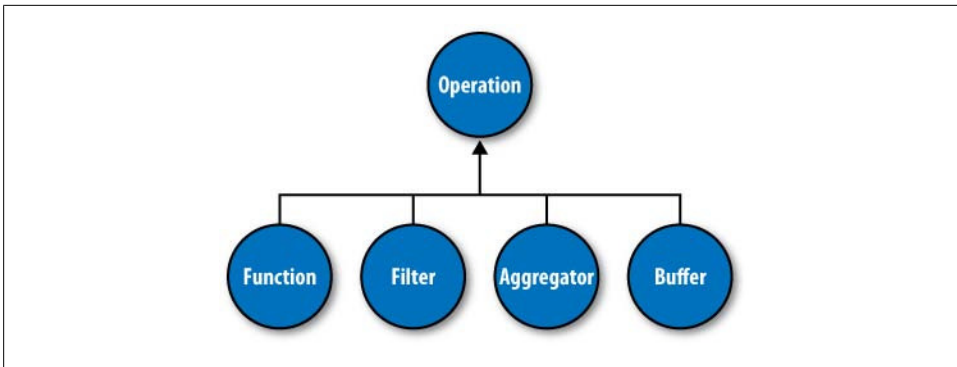 Operation
Function
Filter
Aggregator
Buffer